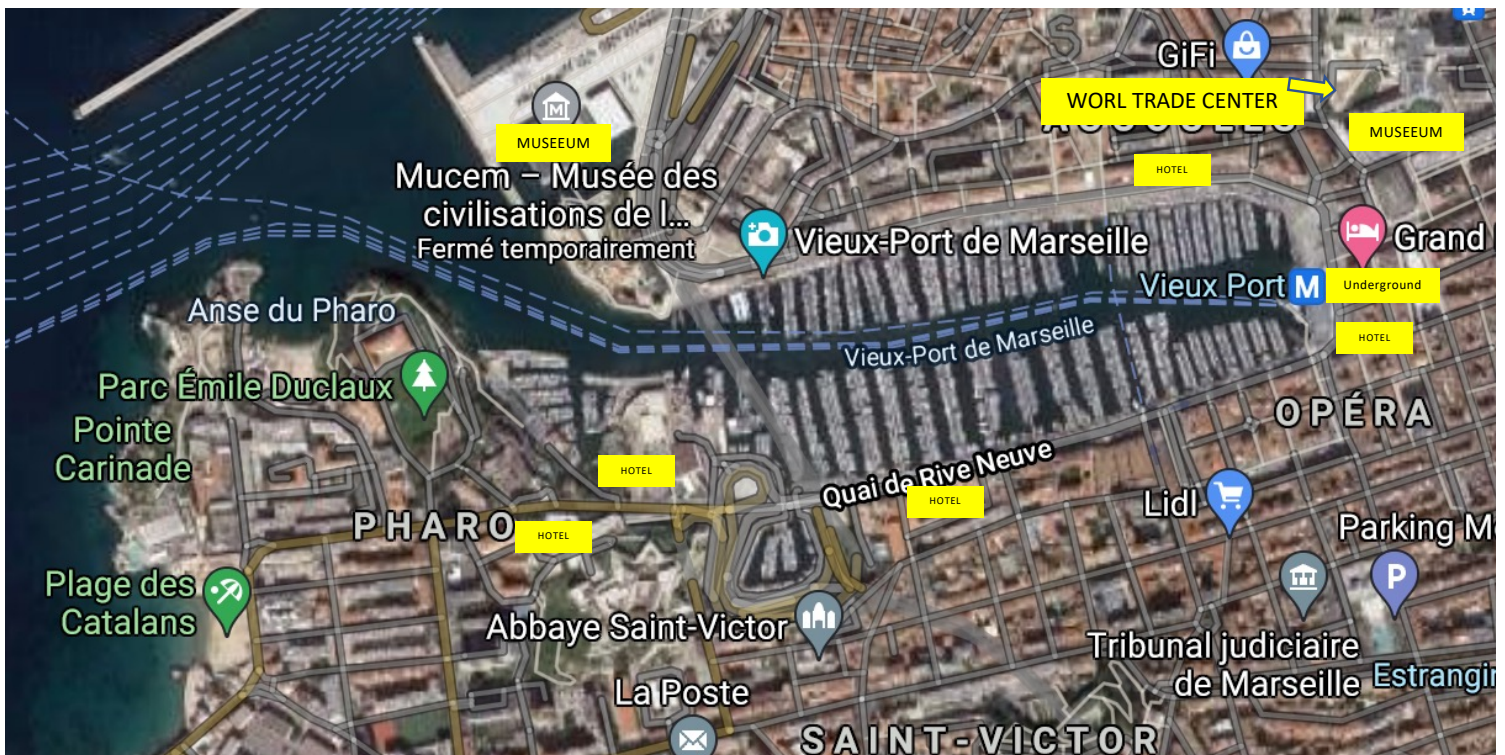 GiFi
WORL TRADE CENTER
MUSEEUM
MUSEEUM
Mucem – Musée des
civilisations de l...
Fermé temporairement
HOTEL
Vieux-Port de Marseille
Grand
Vieux Port M
Underground
Anse du Pharo
Vieux-Port de Marseille
HOTEL
Parc Émile Duclaux
OPÉRA
Pointe
Carinade
HOTEL
Quai de Rive Neuve
HOTEL
Lidl
PHARO
HOTEL
Parking
P
Plage des
Catalans
Abbaye Saint-Victor
Tribunal judiciaire
de Marseille
La Poste
SAINT-VICTOR